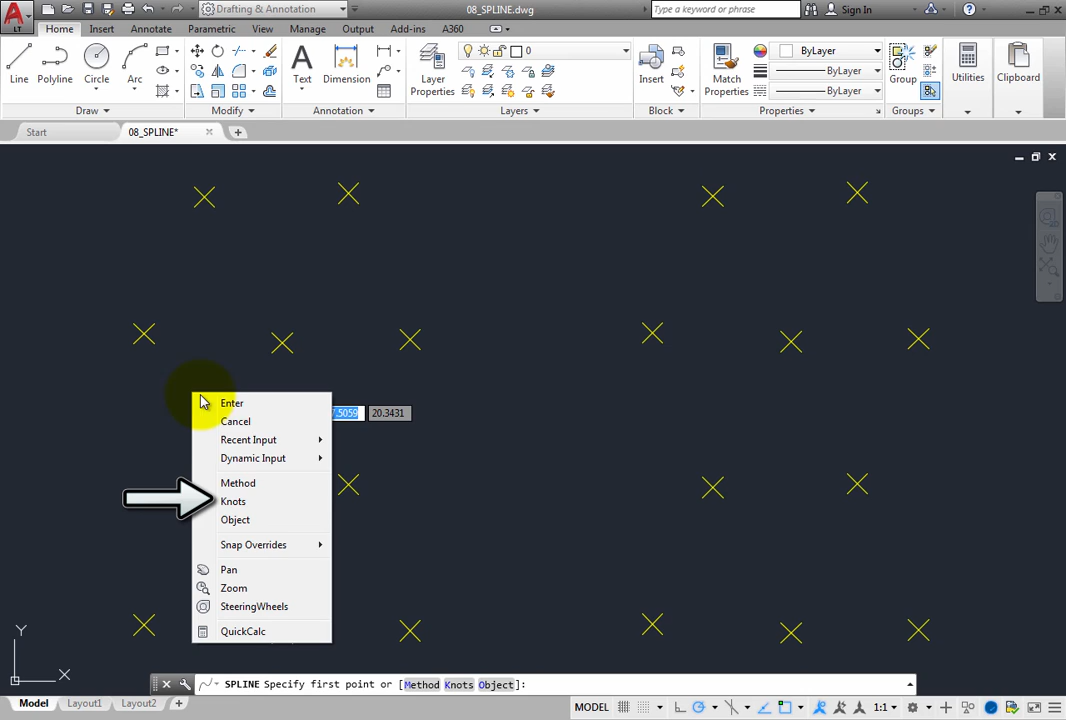 Drafting & Annotation
08_SPLINE.dwg
Type a keyword or phrase
Sign In
LT
Home Insert Annotate Parametric View Manage Output Add-ins A360
Line Polyline Circle Arc Text Dimension Layer Properties 0 Insert Match Properties ByLayer ByLayer ByLayer Group Utilities Clipboard
Draw Modify Annotation Layers Block Properties Groups
Start 08_SPLINE*
Enter
.5059 20.3431
Cancel
Recent Input
Dynamic Input
Method
Knots
Object
Snap Overrides
Pan
Zoom
SteeringWheels
QuickCalc
Y
X
SPLINE Specify first point or [Method Knots Object]:
Model Layout1 Layout2 MODEL 1:1